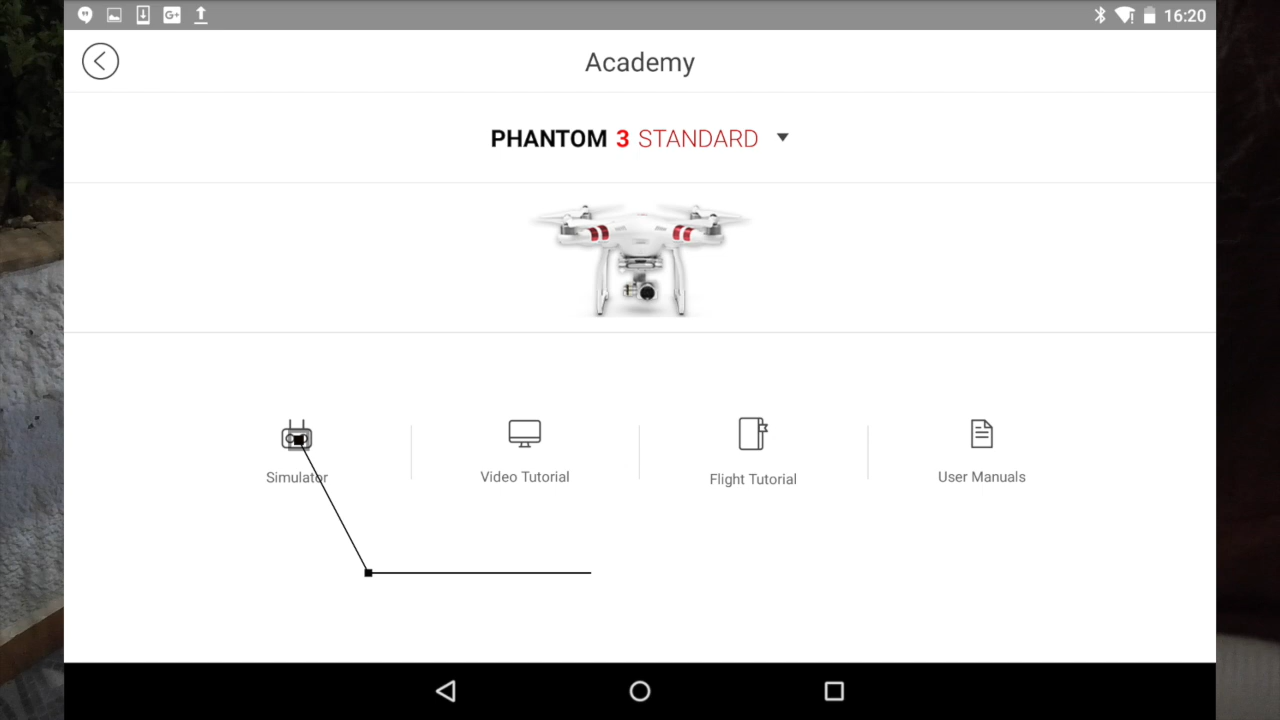 16:20
Academy
PHANTOM 3 STANDARD
Simulator
Video Tutorial
Flight Tutorial
User Manuals